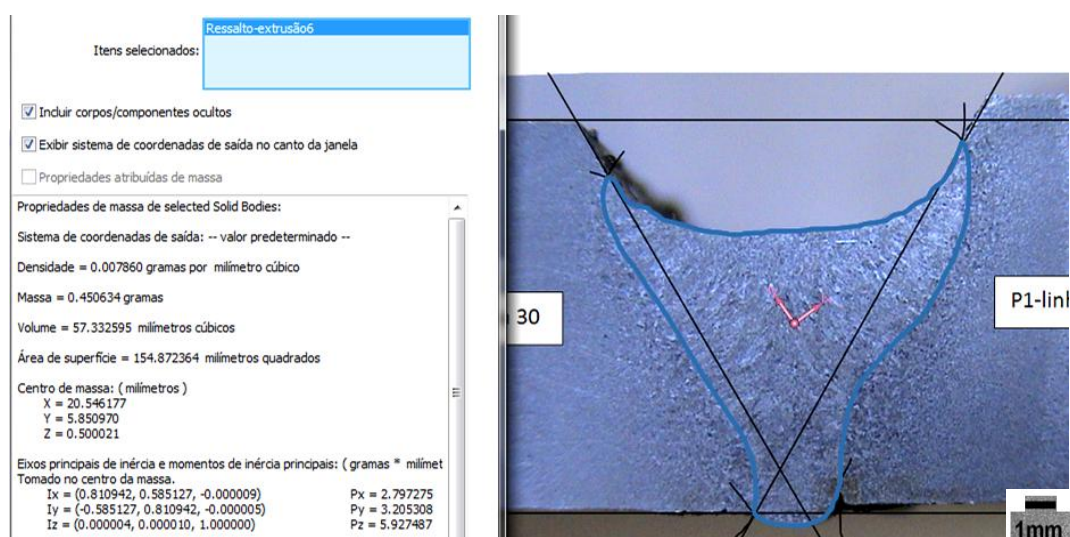 Ressalto-extrusão6
Itens selecionados:
Incluir corpos/componentes ocultos
Exibir sistema de coordenadas de saída no canto da janela
Propriedades atribuídas de massa
Propriedades de massa de selected Solid Bodies:
Sistema de coordenadas de saída: -- valor predeterminado --
Densidade = 0.007860 gramas por milímetro cúbico
Massa = 0.450634 gramas
Volume = 57.332595 milímetros cúbicos
Área de superfície = 154.872364 milímetros quadrados
Centro de massa: ( milímetros )
X = 20.546177
Y = 5.850970
Z = 0.500021
Eixos principais de inércia e momentos de inércia principais: ( gramas * milímet
Tomado no centro da massa.
Ix = (0.810942, 0.585127, -0.000009) Px = 2.797275
Iy = (-0.585127, 0.810942, -0.000005) Py = 3.205308
Iz = (0.000004, 0.000010, 1.000000) Pz = 5.927487
30
P1-linh
1mm